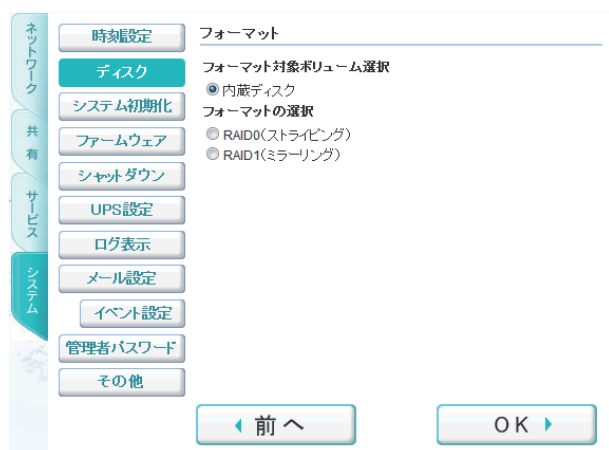 ネットワーク
共有
サービス
システム
時刻設定
ディスク
システム初期化
ファームウェア
シャットダウン
UPS設定
ログ表示
メール設定
イベント設定
管理者パスワード
その他
フォーマット
フォーマット対象ボリューム選択
内蔵ディスク
フォーマットの選択
RAID0(ストライピング)
RAID1(ミラーリング)
前へ
OK